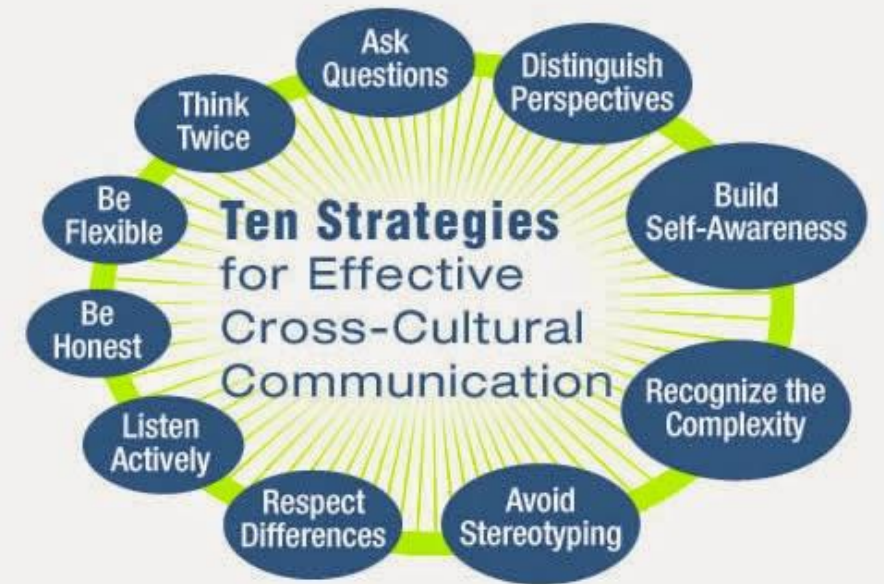 Ten Strategies
for Effective
Cross-Cultural
Communication
Ask
Questions
Distinguish
Perspectives
Build
Self-Awareness
Recognize the
Complexity
Avoid
Stereotyping
Respect
Differences
Listen
Actively
Be
Honest
Be
Flexible
Think
Twice